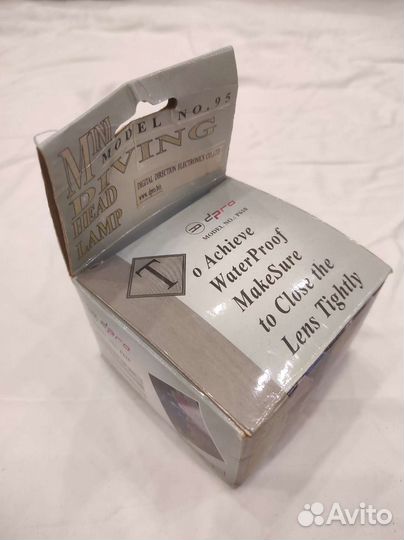 MINI
MODEL NO.95
DIVING
HEAD
LAMP
DIGITAL DIRECTION ELECTRONICS CO.,LTD
dpro
MODEL NO.:
To Achieve
WaterProof
MakeSure
to Close the
Lens Tightly
dpro
Avito